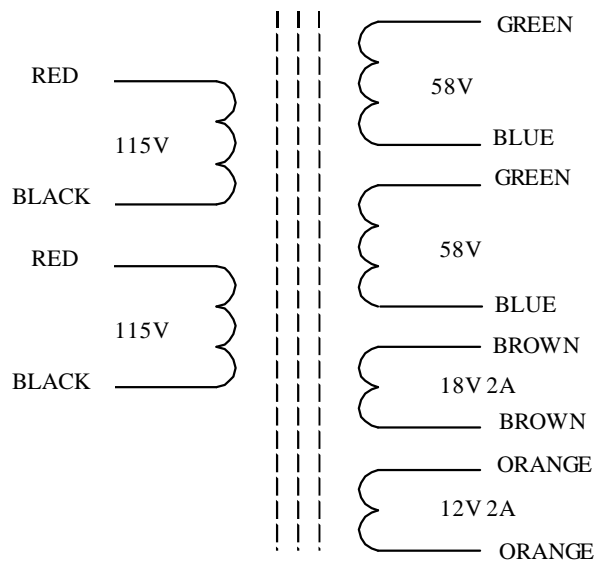 RED
115V
BLACK
RED
115V
BLACK
GREEN
58V
BLUE
GREEN
58V
BLUE
BROWN
18V 2A
BROWN
ORANGE
12V 2A
ORANGE